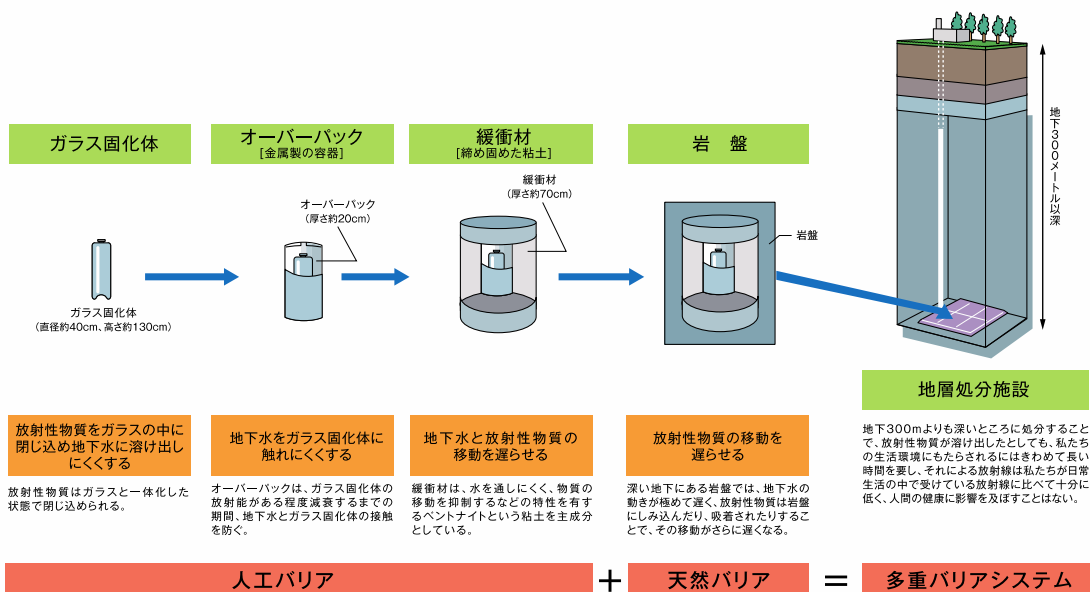 ガラス固化体
オーバーパック
[金属製の容器]
緩衝材
[締め固めた粘土]
岩 盤
オーバーパック
(厚さ約20cm)
緩衝材
(厚さ約70cm)
岩盤
ガラス固化体
(直径約40cm、高さ約130cm)
地下300メートル以深
地層処分施設
放射性物質をガラスの中に
閉じ込め地下水に溶け出し
にくくする
放射性物質はガラスと一体化した
状態で閉じ込められる。
地下水をガラス固化体に
触れにくくする
オーバーパックは、ガラス固化体の
放射能がある程度減衰するまでの
期間、地下水とガラス固化体の接触
を防ぐ。
地下水と放射性物質の
移動を遅らせる
緩衝材は、水を通しにくく、物質の
移動を抑制するなどの特性を有す
るベントナイトという粘土を主成分
としている。
放射性物質の移動を
遅らせる
深い地下にある岩盤では、地下水の
動きが極めて遅く、放射性物質は岩盤
にしみ込んだり、吸着されたりするこ
とで、その移動がさらに遅くなる。
地下300mよりも深いところに処分すること
で、放射性物質が溶け出したとしても、私たち
の生活環境にもたらされるにはきわめて長い
時間を要し、それによる放射線は私たちが日常
生活の中で受けている放射線に比べて十分に
低く、人間の健康に影響を及ぼすことはない。
人工バリア
+
天然バリア
=
多重バリアシステム